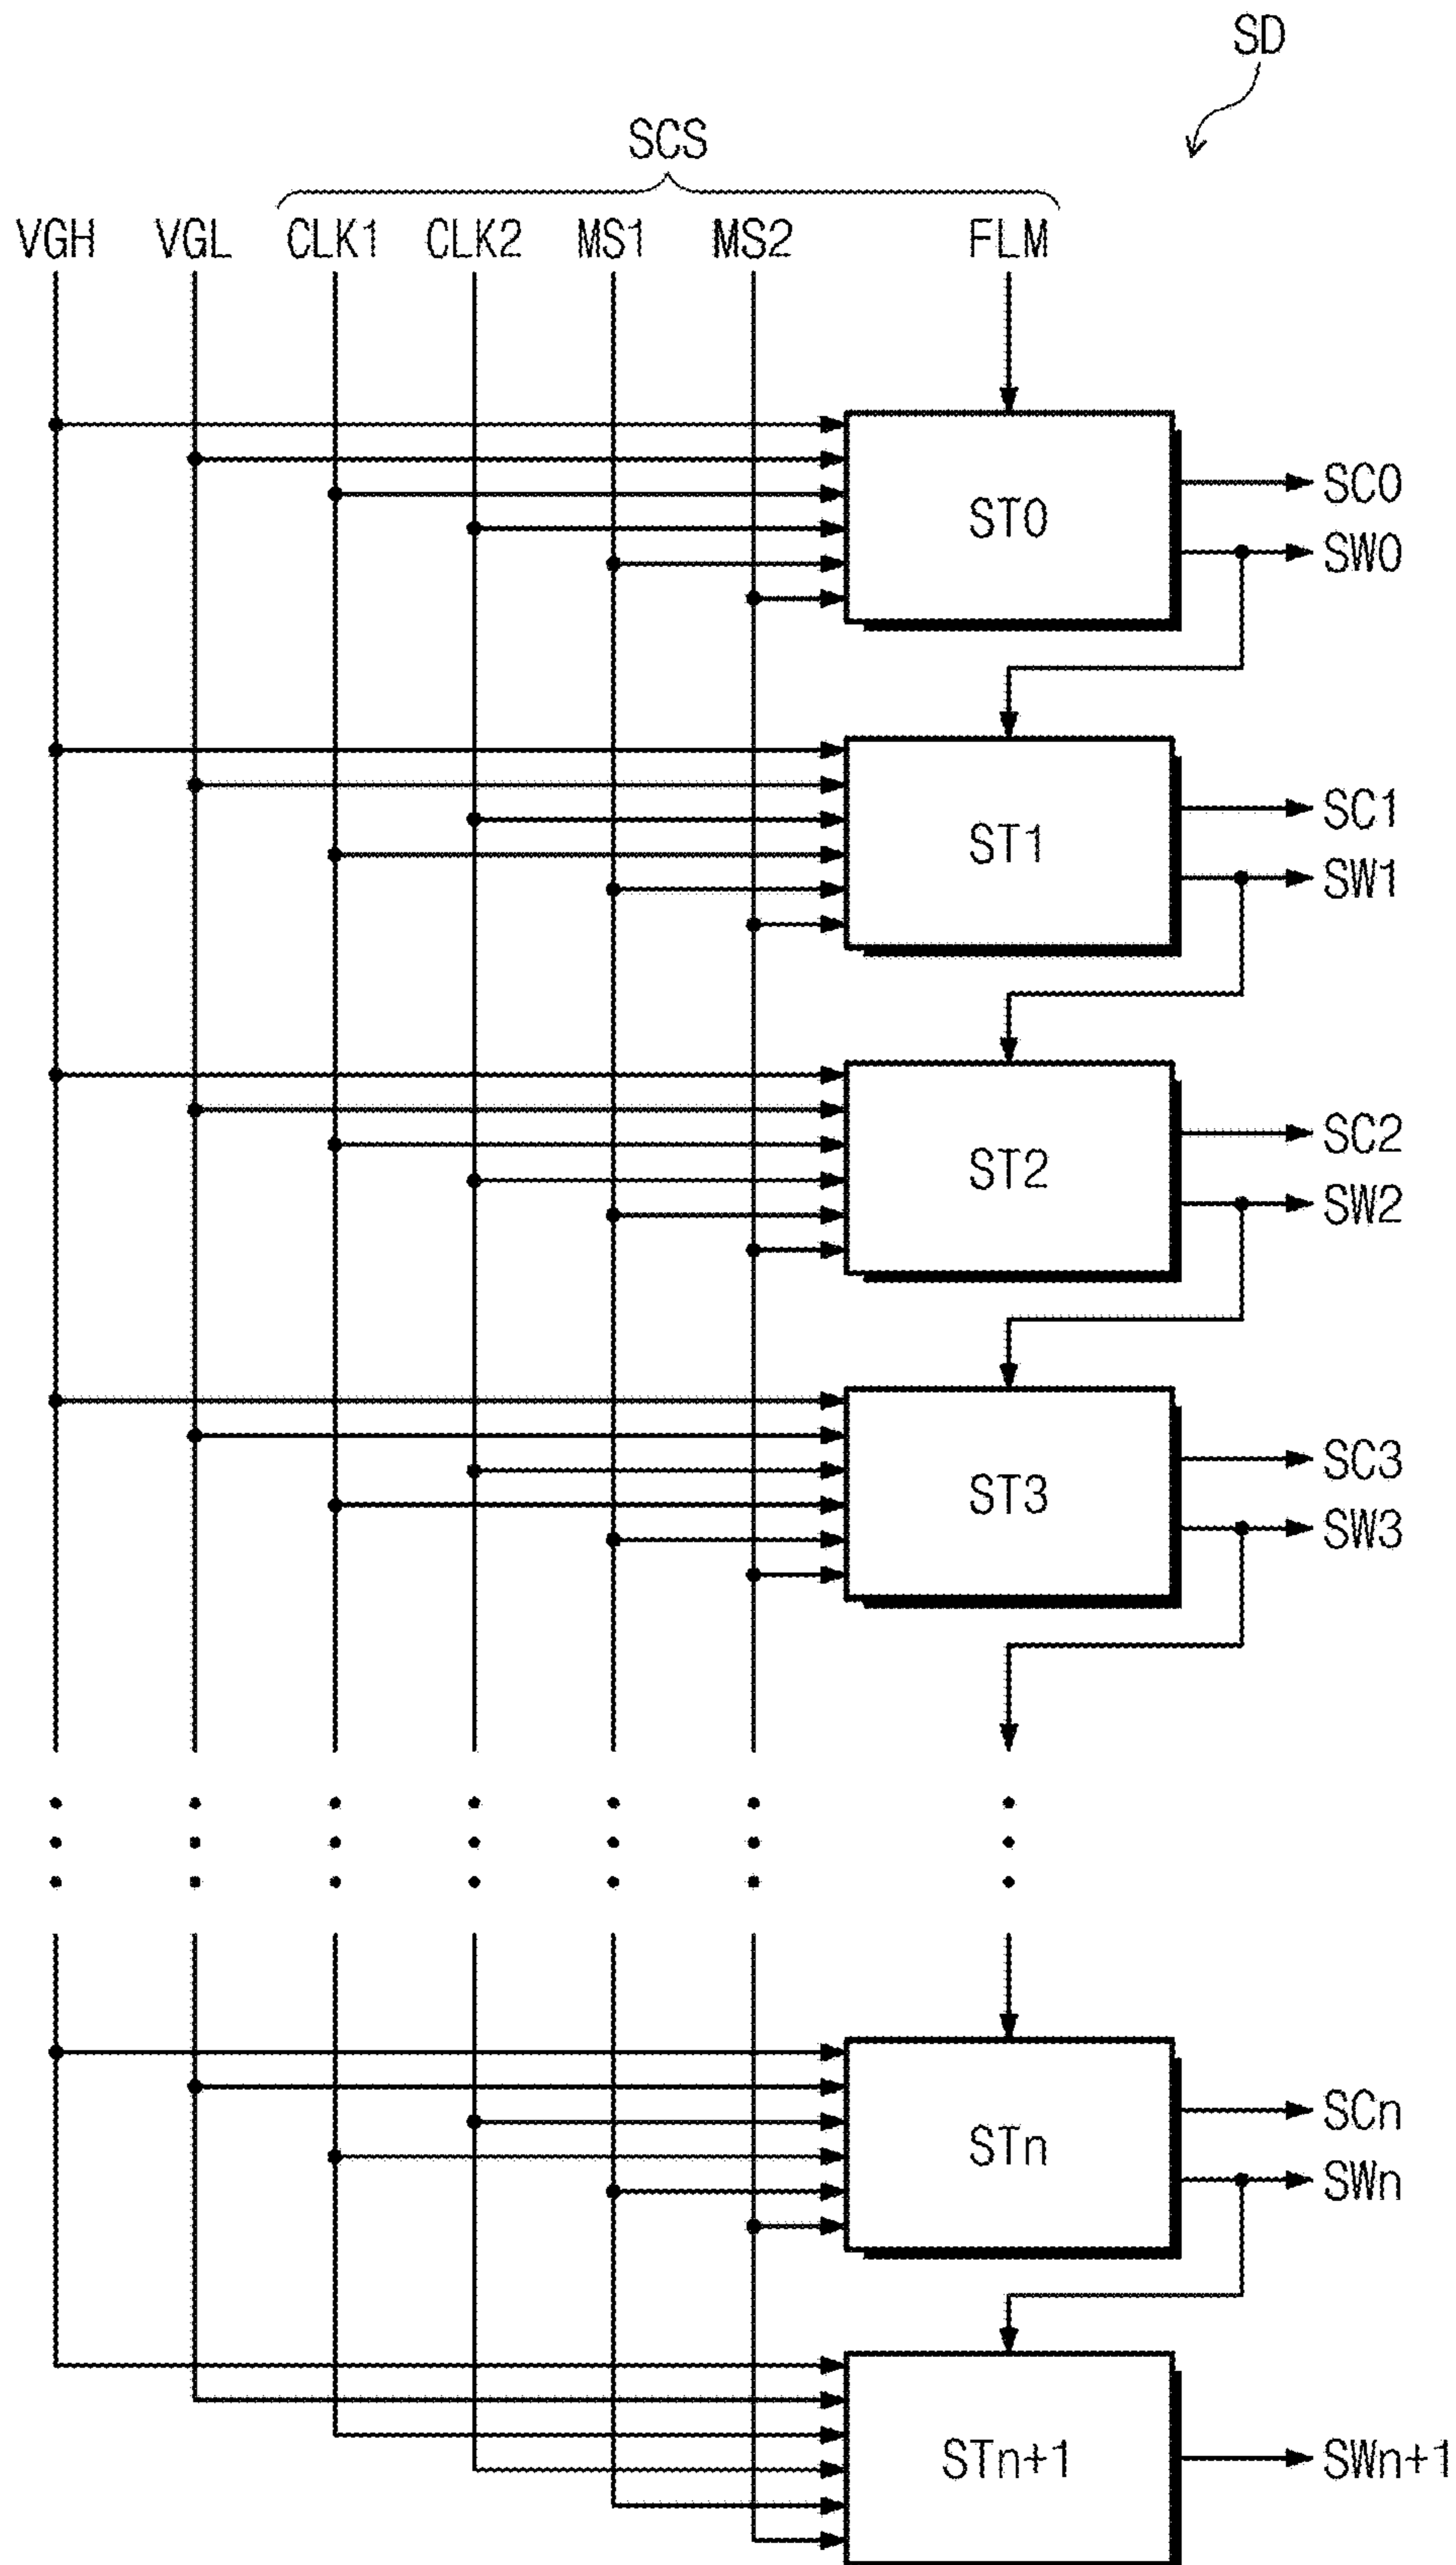 SD
SCS
VGH VGL CLK1 CLK2 MS1 MS2 FLM
ST0
SC0
SW0
ST1
SC1
SW1
ST2
SC2
SW2
ST3
SC3
SW3
STn
SCn
SWn
STn+1
SWn+1